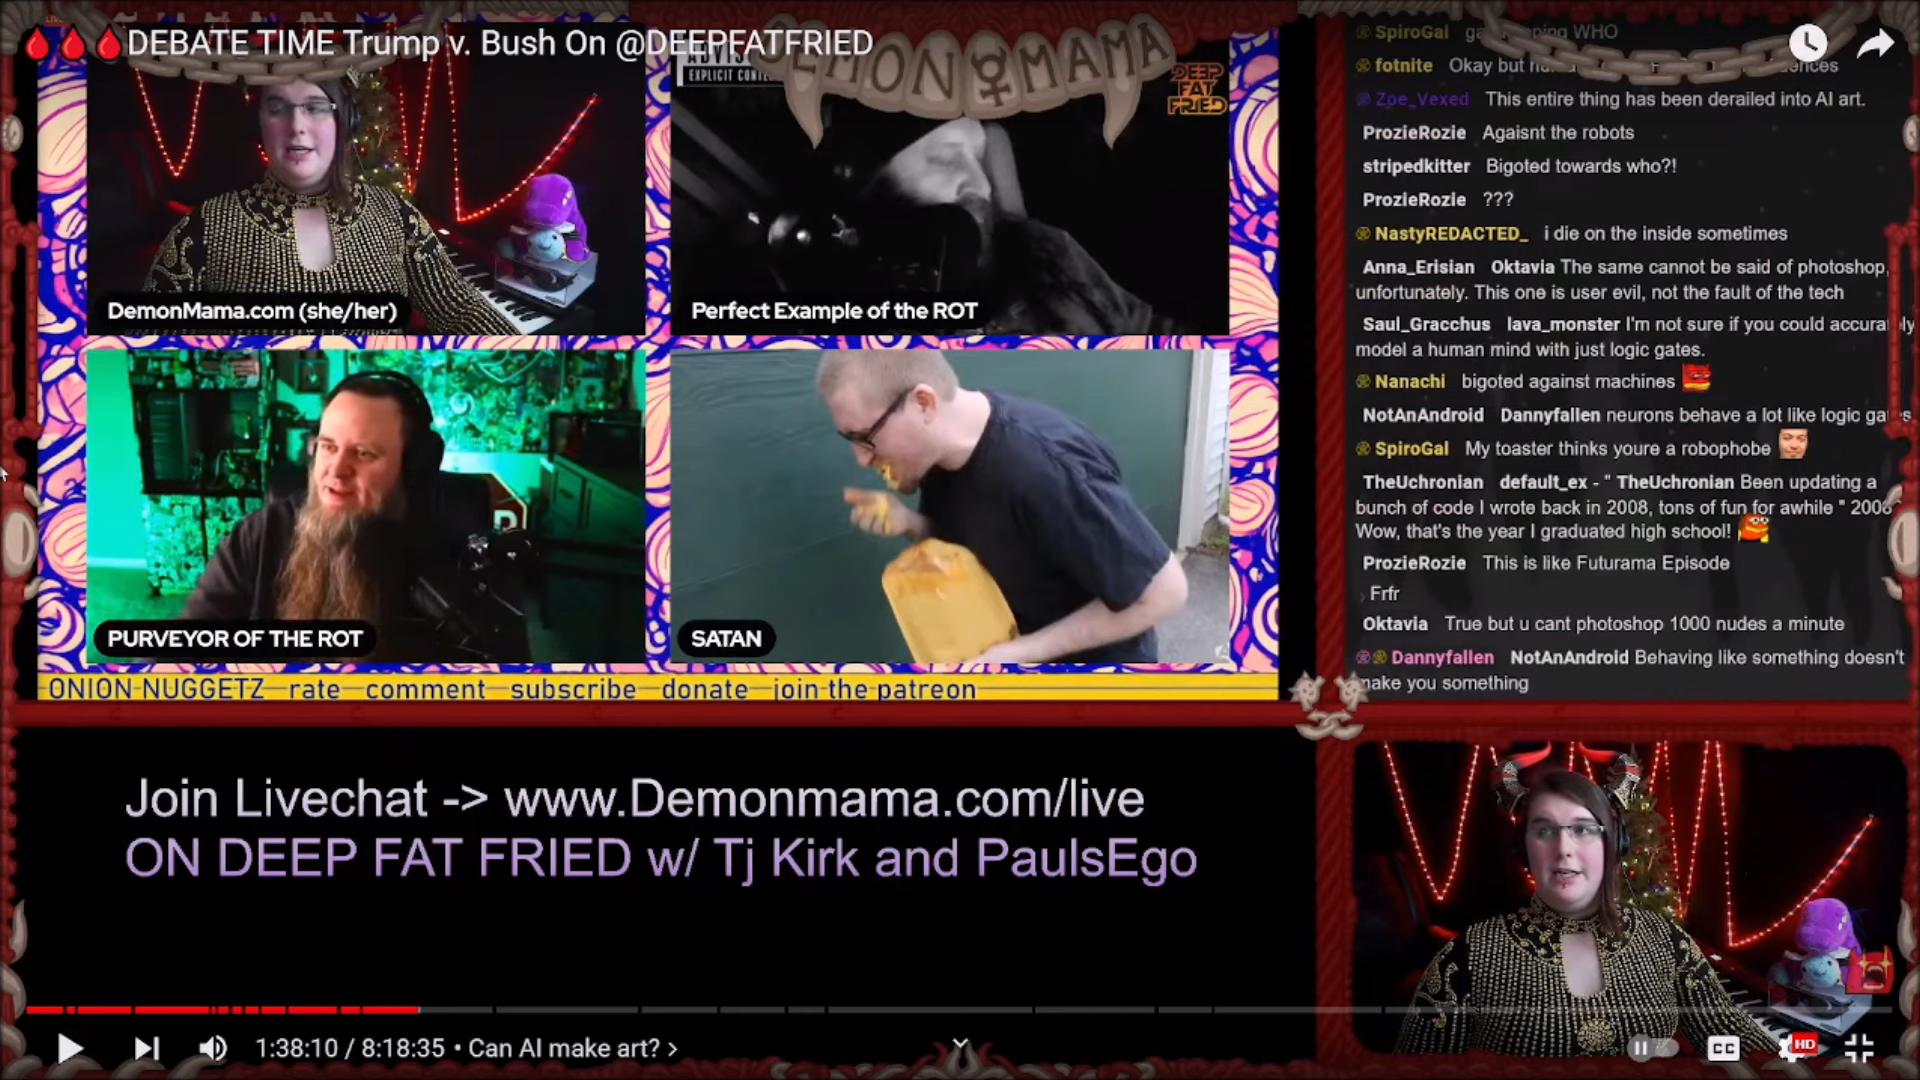 🩸🩸🩸DEBATE TIME Trump v. Bush On @DEEPFATFRIED
EXPLICIT
DEMON MAMA
DEEP
FAT
FRIED
DemonMama.com (she/her)
Perfect Example of the ROT
PURVEYOR OF THE ROT
SATAN
ONION NUGGETZ—rate—comment—subscribe—donate—join the patreon
SpiroGal WHO
fotnite Okay but
Zoe_Vexed This entire thing has been derailed into AI art.
ProzieRozie Agaisnt the robots
stripedkitter Bigoted towards who?!
ProzieRozie ???
NastyREDACTED_ i die on the inside sometimes
Anna_Erisian Oktavia The same cannot be said of photoshop,
unfortunately. This one is user evil, not the fault of the tech
Saul_Gracchus lava_monster I'm not sure if you could accurately
model a human mind with just logic gates.
Nanachi bigoted against machines
NotAnAndroid Dannyfallen neurons behave a lot like logic gates
SpiroGal My toaster thinks youre a robophobe
TheUchronian default_ex - " TheUchronian Been updating a
bunch of code I wrote back in 2008, tons of fun for awhile " 2008
Wow, that's the year I graduated high school!
ProzieRozie This is like Futurama Episode
Frfr
Oktavia True but u cant photoshop 1000 nudes a minute
Dannyfallen NotAnAndroid Behaving like something doesn't
make you something
Join Livechat -> www.Demonmama.com/live
ON DEEP FAT FRIED w/ Tj Kirk and PaulsEgo
1:38:10 / 8:18:35 • Can AI make art? >
CC
HD